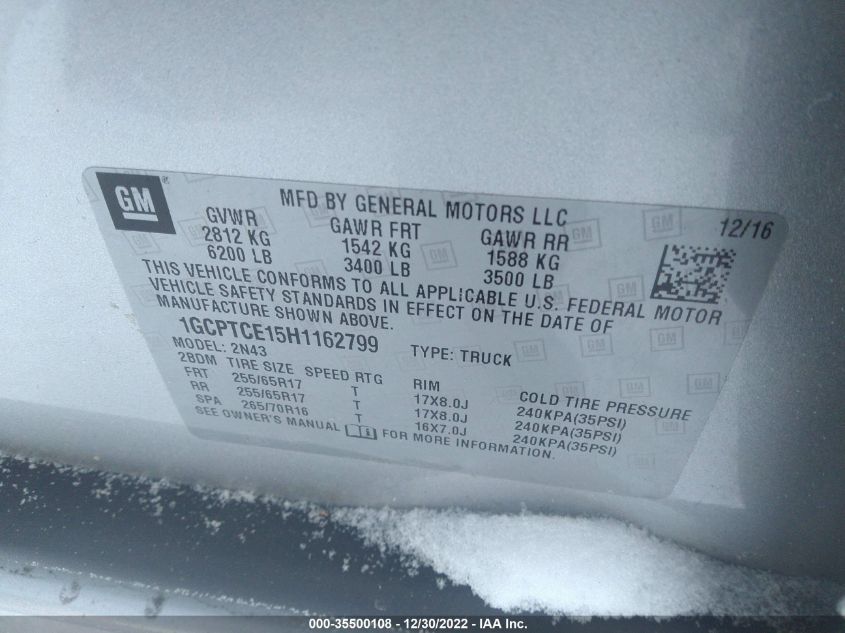 GM
MFD BY GENERAL MOTORS LLC
12/16
GVWR GAWR FRT GAWR RR
2812 KG 1542 KG 1588 KG
6200 LB 3400 LB 3500 LB
THIS VEHICLE CONFORMS TO ALL APPLICABLE U.S. FEDERAL MOTOR
VEHICLE SAFETY STANDARDS IN EFFECT ON THE DATE OF
MANUFACTURE SHOWN ABOVE.
1GCPTCE15H1162799
MODEL: 2N43 TYPE: TRUCK
2BDM TIRE SIZE SPEED RTG RIM COLD TIRE PRESSURE
FRT 255/65R17 T 17X8.0J 240KPA(35PSI)
RR 255/65R17 T 17X8.0J 240KPA(35PSI)
SPA 265/70R16 T 16X7.0J 240KPA(35PSI)
SEE OWNER'S MANUAL FOR MORE INFORMATION.
000-35500108 - 12/30/2022 - IAA Inc.